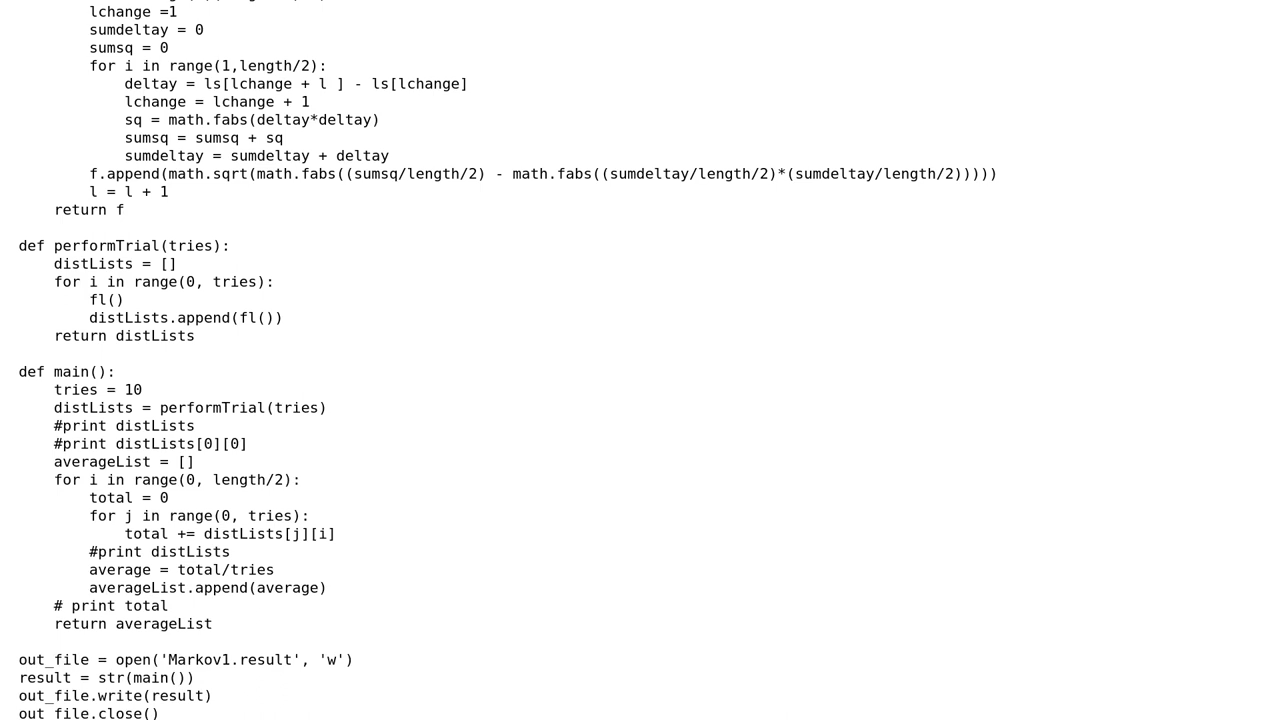 lchange =1
        sumdeltay = 0
        sumsq = 0
        for i in range(1,length/2):
            deltay = ls[lchange + l ] - ls[lchange]
            lchange = lchange + 1
            sq = math.fabs(deltay*deltay)
            sumsq = sumsq + sq
            sumdeltay = sumdeltay + deltay
        f.append(math.sqrt(math.fabs((sumsq/length/2) - math.fabs((sumdeltay/length/2)*(sumdeltay/length/2)))))
        l = l + 1
    return f

def performTrial(tries):
    distLists = []
    for i in range(0, tries):
        fl()
        distLists.append(fl())
    return distLists

def main():
    tries = 10
    distLists = performTrial(tries)
    #print distLists
    #print distLists[0][0]
    averageList = []
    for i in range(0, length/2):
        total = 0
        for j in range(0, tries):
            total += distLists[j][i]
        #print distLists
        average = total/tries
        averageList.append(average)
    # print total
    return averageList

out_file = open('Markov1.result', 'w')
result = str(main())
out_file.write(result)
out_file.close()